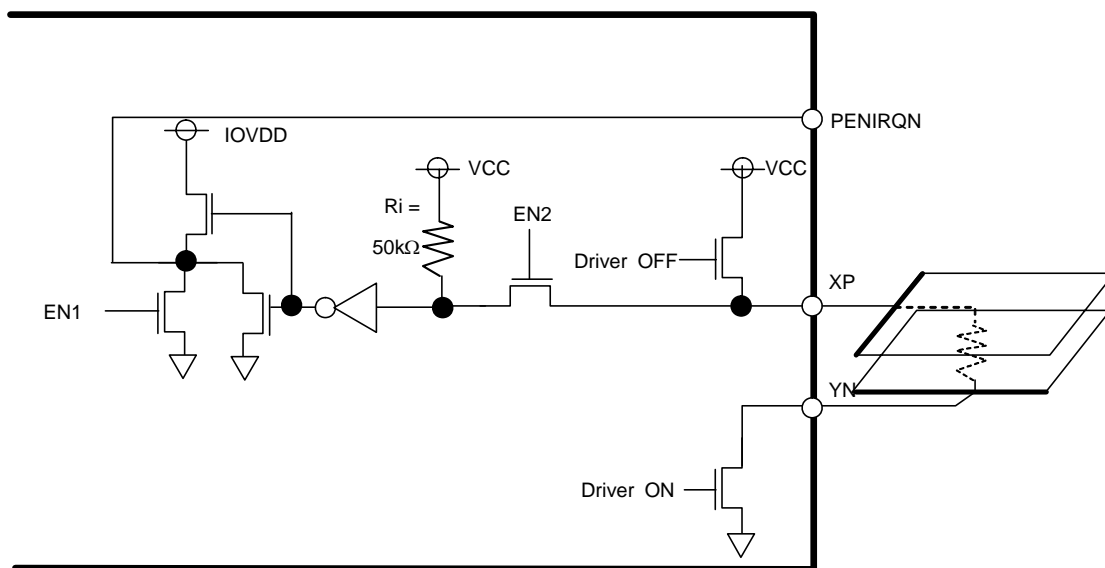 PENIRQN
IOVDD
VCC
VCC
Ri =
50kΩ
EN2
Driver OFF
XP
EN1
YN
Driver ON